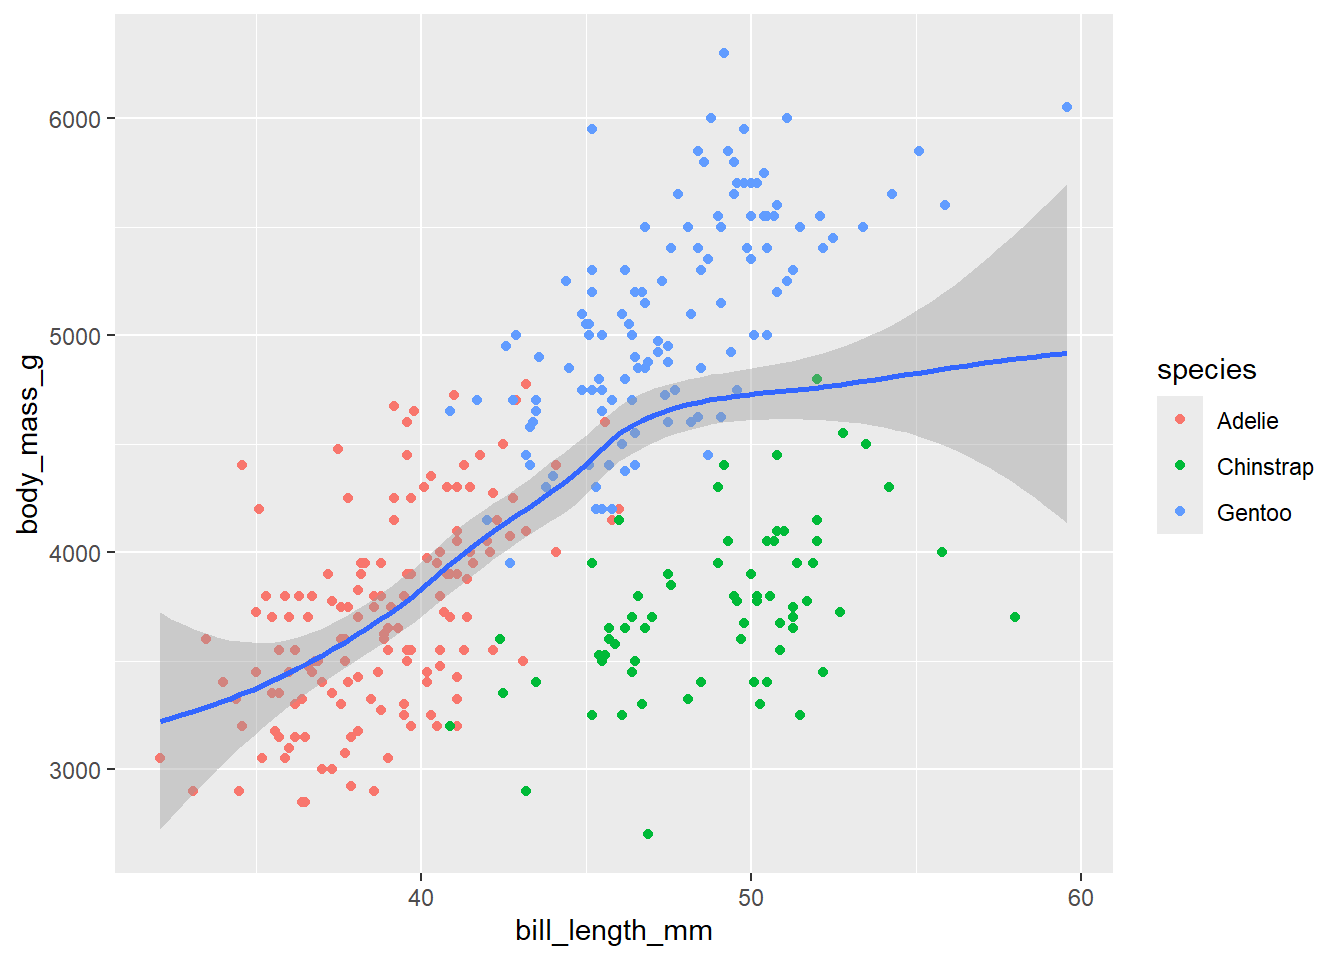 body_mass_g
6000
5000
4000
3000
40
50
60
bill_length_mm
species
Adelie
Chinstrap
Gentoo